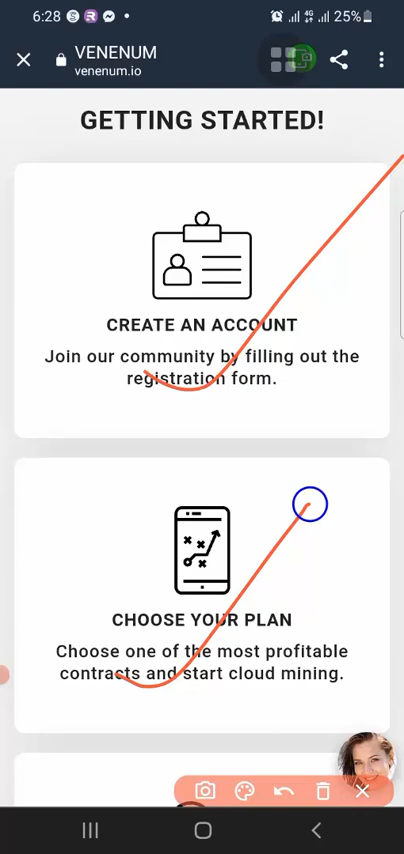 6:28
4G
25%
VENENUM
venenum.io
GETTING STARTED!
CREATE AN ACCOUNT
Join our community by filling out the
registration form.
CHOOSE YOUR PLAN
Choose one of the most profitable
contracts and start cloud mining.